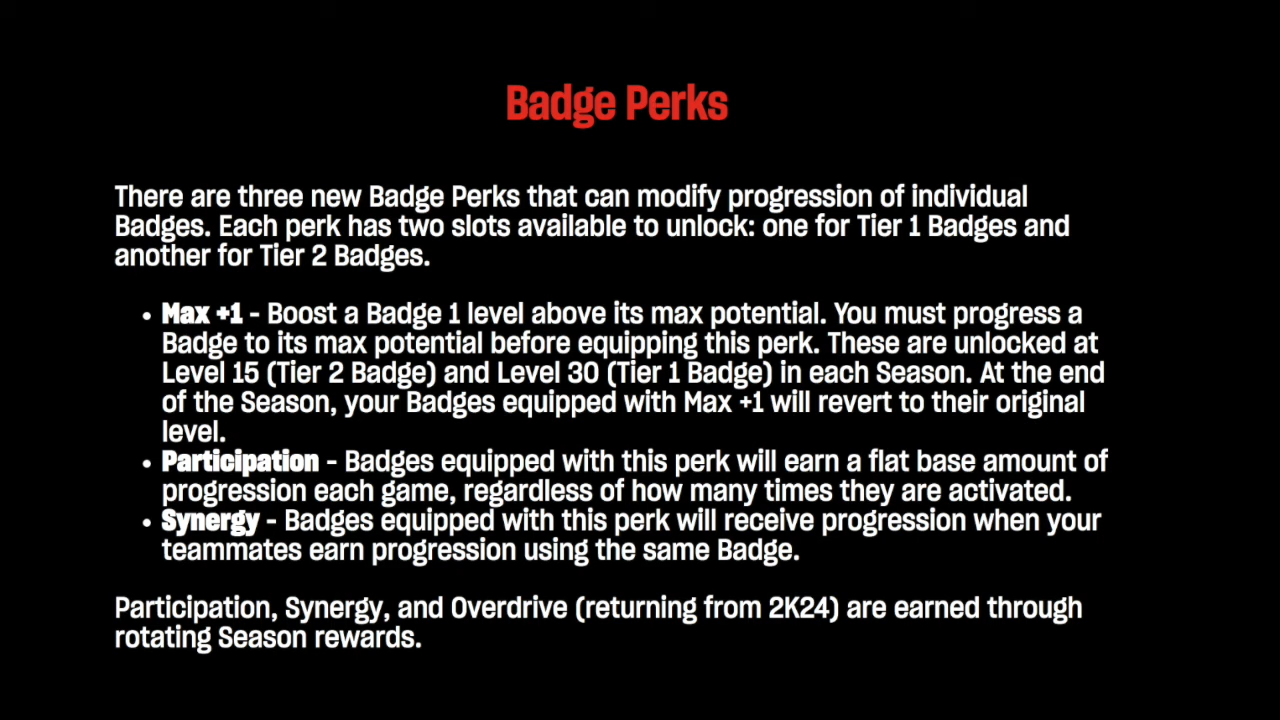 Badge Perks
There are three new Badge Perks that can modify progression of individual
Badges. Each perk has two slots available to unlock: one for Tier 1 Badges and
another for Tier 2 Badges.
• Max +1 - Boost a Badge 1 level above its max potential. You must progress a
Badge to its max potential before equipping this perk. These are unlocked at
Level 15 (Tier 2 Badge) and Level 30 (Tier 1 Badge) in each Season. At the end
of the Season, your Badges equipped with Max +1 will revert to their original
level.
• Participation - Badges equipped with this perk will earn a flat base amount of
progression each game, regardless of how many times they are activated.
• Synergy - Badges equipped with this perk will receive progression when your
teammates earn progression using the same Badge.
Participation, Synergy, and Overdrive (returning from 2K24) are earned through
rotating Season rewards.